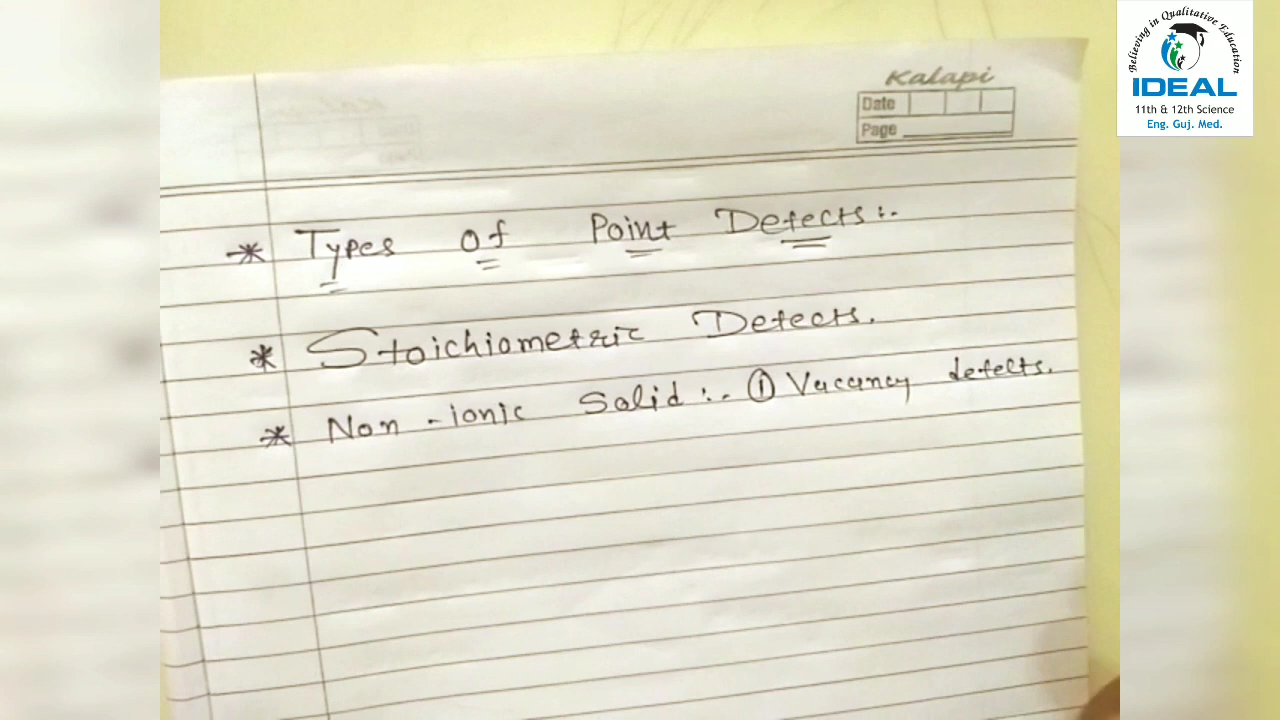 Believing in Qualitative Education
IDEAL
11th & 12th Science
Eng. Guj. Med.
Kalapi
Date
Page
* Types Of Point Defects :-
* Stoichiometric Defects.
* Non-ionic Solid :- ① Vacancy defects.